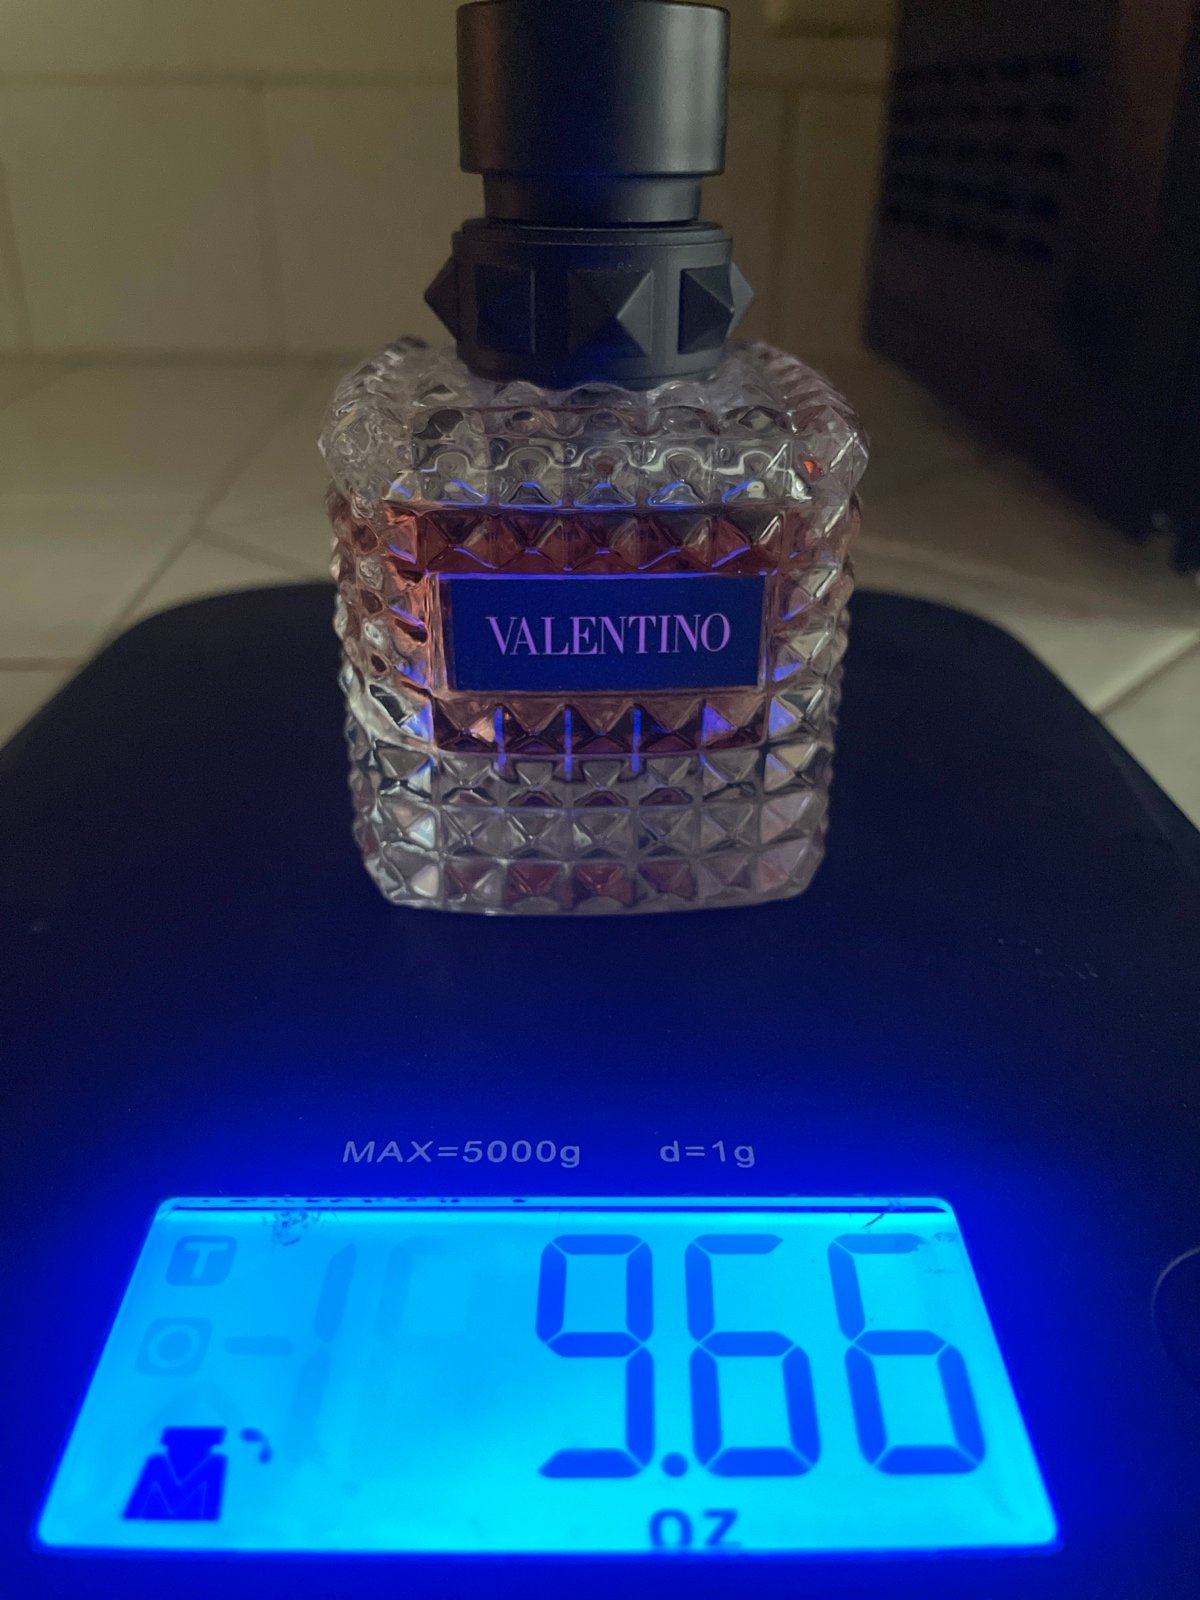 VALENTINO
MAX=5000g d=1g
T
O
M
9.66
oz